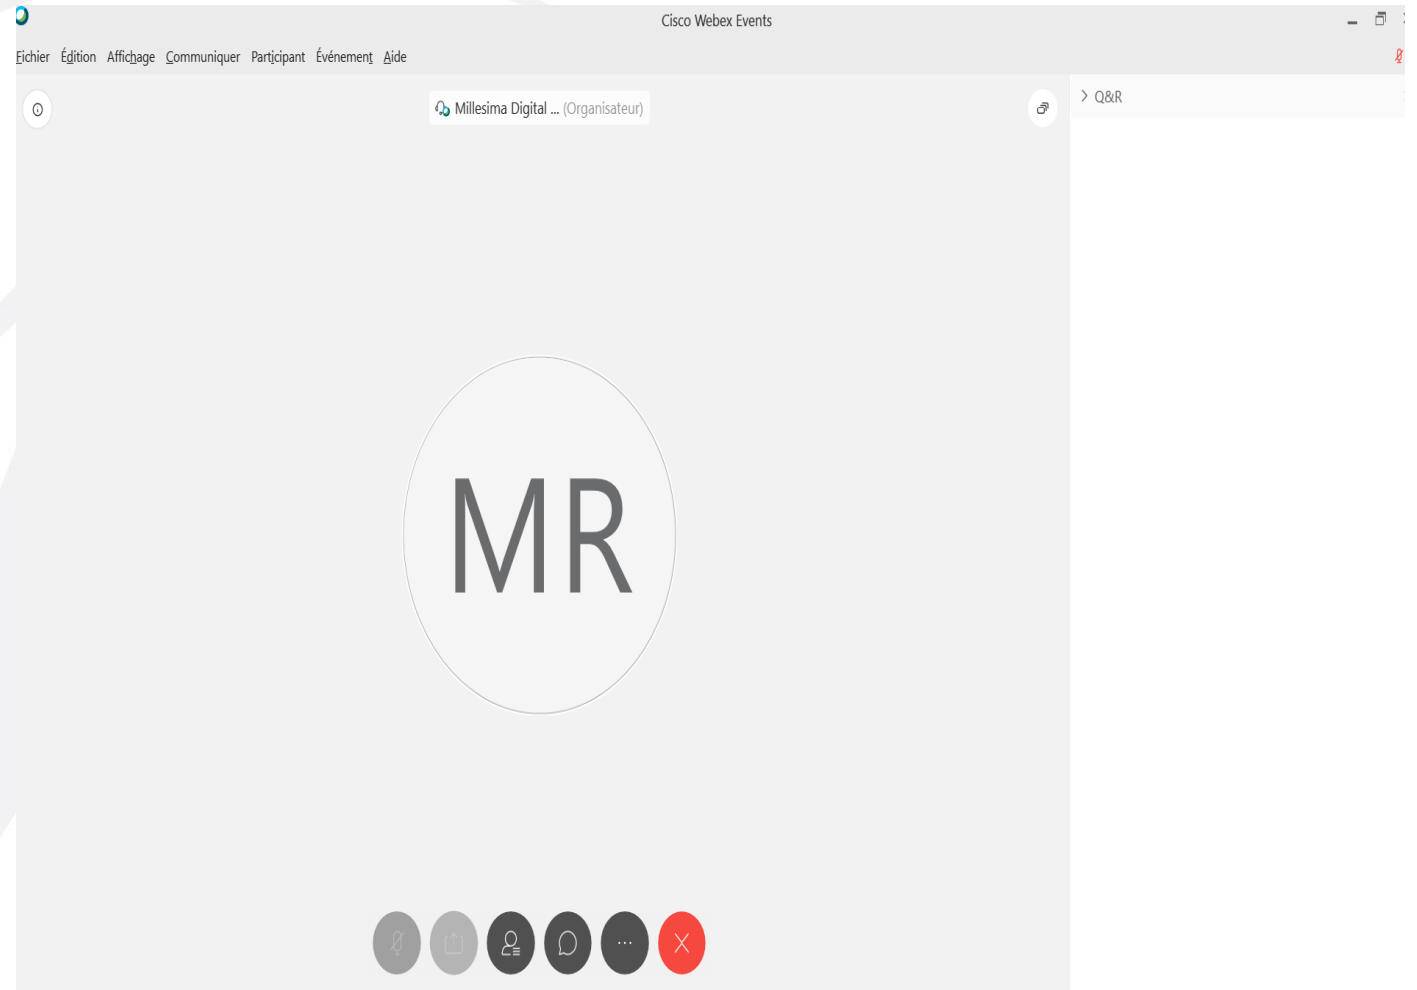 Cisco Webex Events
Fichier Édition Affichage Communiquer Participant Événement Aide
Millesima Digital ... (Organisateur)
Q&R
MR